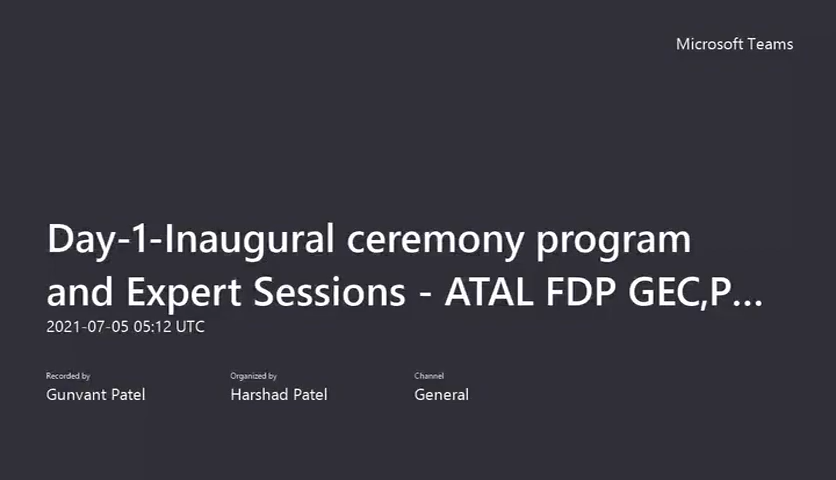 Microsoft Teams
Day-1-Inaugural ceremony program
and Expert Sessions - ATAL FDP GEC,P...
2021-07-05 05:12 UTC
Recorded by
Organized by
Channel
Gunvant Patel
Harshad Patel
General